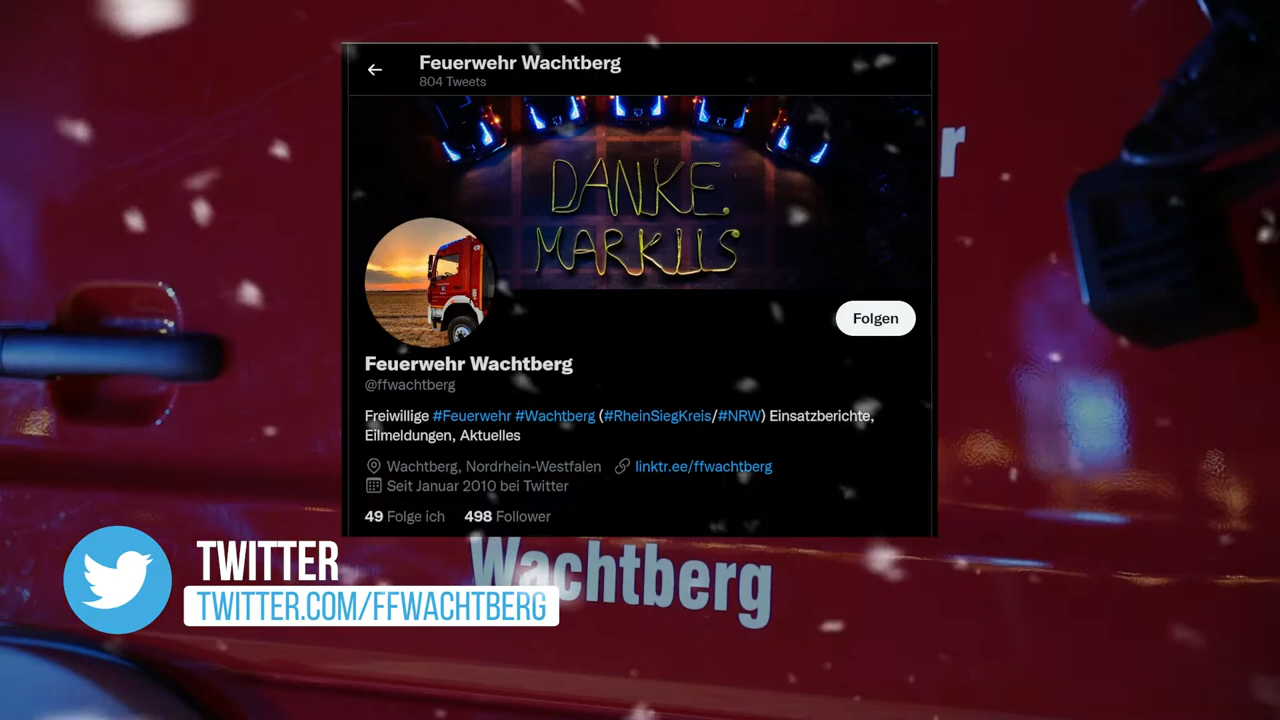 Feuerwehr Wachtberg
804 Tweets
r
DANKE
MARKUS
Folgen
Feuerwehr Wachtberg
@ffwachtberg
Freiwillige #Feuerwehr #Wachtberg (#RheinSiegKreis/#NRW) Einsatzberichte,
Eilmeldungen, Aktuelles
Wachtberg, Nordrhein-Westfalen linktr.ee/ffwachtberg
Seit Januar 2010 bei Twitter
49 Folge ich 498 Follower
Wachtberg
TWITTER
TWITTER.COM/FFWACHTBERG